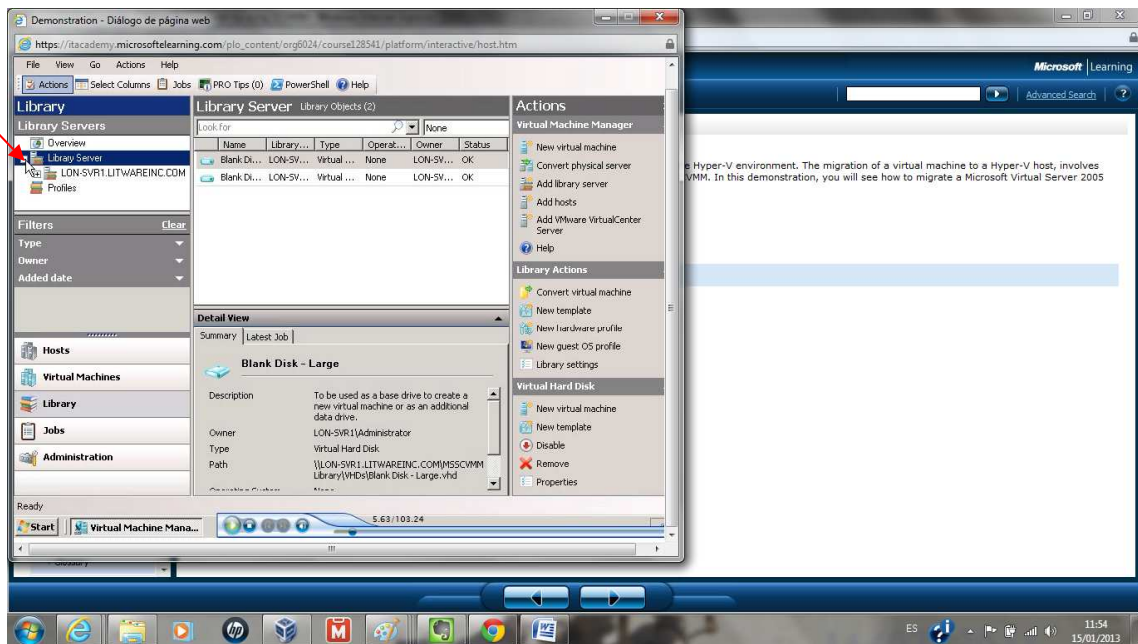 Demonstration - Diálogo de página web
https://itacademy.microsoftelearning.com/plo_content/org6024/course128541/platform/interactive/host.htm
File View Go Actions Help
Actions Select Columns Jobs PRO Tips (0) PowerShell Help
Library
Library Servers
Overview
Library Server
LON-SVR1.LITWAREINC.COM
Profiles
Filters Clear
Type
Owner
Added date
Hosts
Virtual Machines
Library
Jobs
Administration
Library Server Library Objects (2)
Look for None
Name Library... Type Operat... Owner Status
Blank Di... LON-SV... Virtual ... None LON-SV... OK
Blank Di... LON-SV... Virtual ... None LON-SV... OK
Detail View
Summary Latest Job
Blank Disk - Large
Description To be used as a base drive to create a
new virtual machine or as an additional
data drive.
Owner LON-SVR1\Administrator
Type Virtual Hard Disk
Path \\LON-SVR1.LITWAREINC.COM\MSSCVMM
Library\VHDs\Blank Disk - Large.vhd
Actions
Virtual Machine Manager
New virtual machine
Convert physical server
Add library server
Add hosts
Add VMware VirtualCenter
Server
Help
Library Actions
Convert virtual machine
New template
New hardware profile
New guest OS profile
Library settings
Virtual Hard Disk
New virtual machine
New template
Disable
Remove
Properties
Ready
Start Virtual Machine Mana...
5.63/103.24
Microsoft Learning
Advanced Search
e Hyper-V environment. The migration of a virtual machine to a Hyper-V host, involves
VMM. In this demonstration, you will see how to migrate a Microsoft Virtual Server 2005
Glossary
ES
11:54
15/01/2013